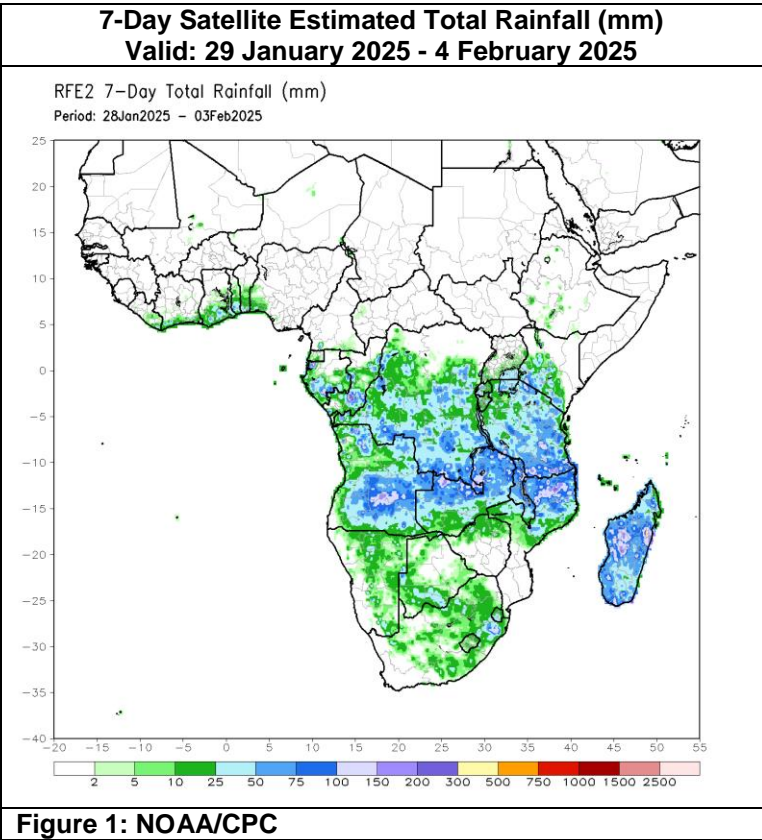 7-Day Satellite Estimated Total Rainfall (mm)
Valid: 29 January 2025 - 4 February 2025
RFE2 7-Day Total Rainfall (mm)
Period: 28Jan2025 - 03Feb2025
25
20
15
10
5
0
-5
-10
-15
-20
-25
-30
-35
-40
-20 -15 -10 -5 0 5 10 15 20 25 30 35 40 45 50 55
2 5 10 25 50 75 100 150 200 300 500 750 1000 1500 2500
Figure 1: NOAA/CPC